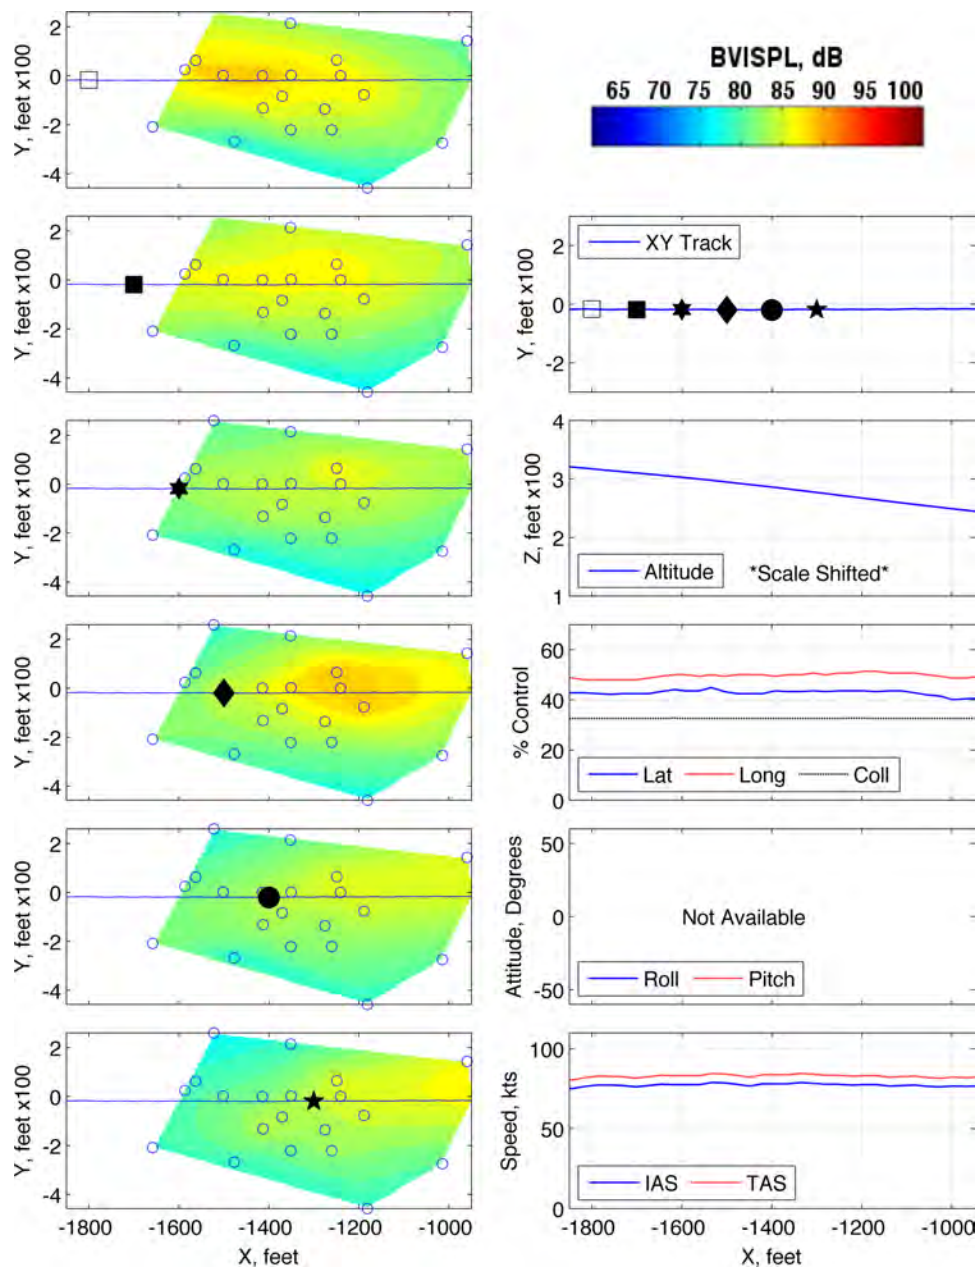 2
0
-2
-4
Y, feet x100
BVISPL, dB
65 70 75 80 85 90 95 100
2
0
-2
-4
Y, feet x100
2
0
-2
Y, feet x100
XY Track
2
0
-2
-4
Y, feet x100
4
3
2
1
Z, feet x100
Altitude
*Scale Shifted*
2
0
-2
-4
Y, feet x100
60
40
20
0
% Control
Lat Long Coll
2
0
-2
-4
Y, feet x100
50
0
-50
Attitude, Degrees
Not Available
Roll Pitch
2
0
-2
-4
Y, feet x100
-1800 -1600 -1400 -1200 -1000
X, feet
100
50
0
Speed, kts
IAS TAS
-1800 -1600 -1400 -1200 -1000
X, feet